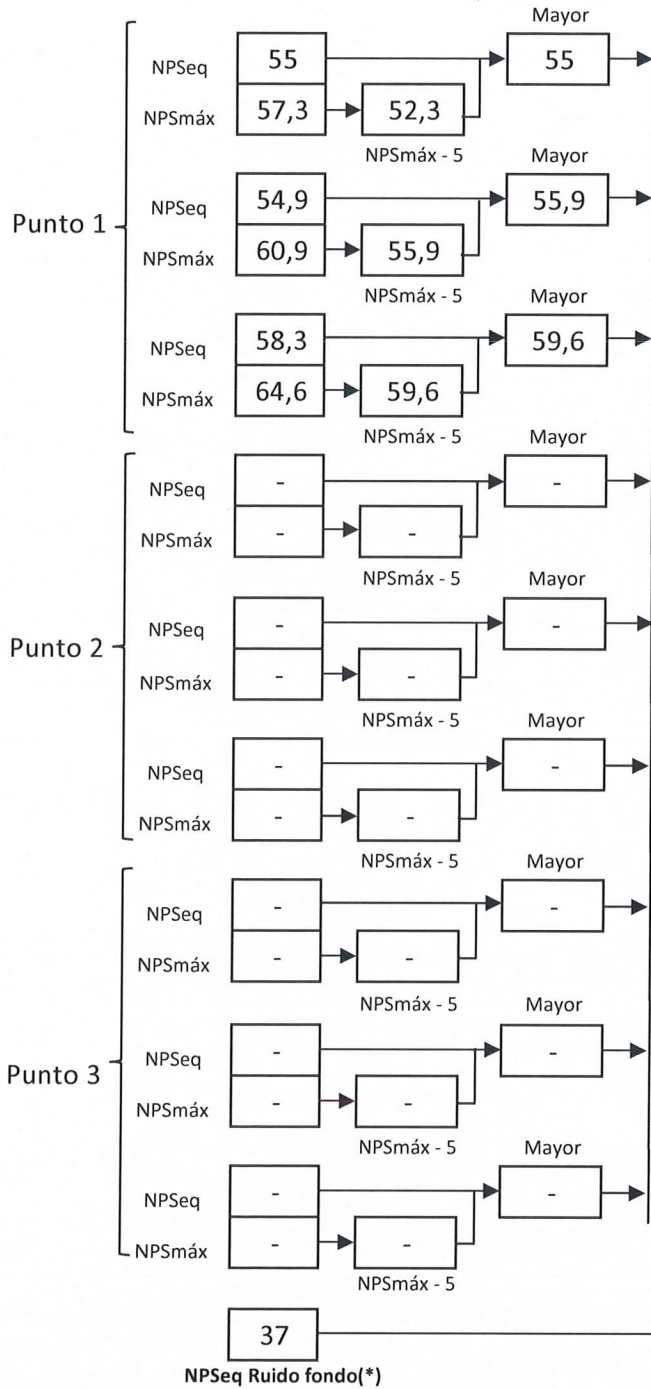 Mayor
NPSeq 55 55
NPSmáx 57,3 52,3
NPSmáx - 5
Mayor
Punto 1
NPSeq 54,9 55,9
NPSmáx 60,9 55,9
NPSmáx - 5
Mayor
NPSeq 58,3 59,6
NPSmáx 64,6 59,6
NPSmáx - 5
Mayor
NPSeq - -
NPSmáx - -
NPSmáx - 5
Mayor
NPSeq - -
Punto 2
NPSmáx - -
NPSmáx - 5
Mayor
NPSeq - -
NPSmáx - -
NPSmáx - 5
Mayor
NPSeq - -
NPSmáx - -
NPSmáx - 5
Mayor
NPSeq - -
Punto 3
NPSmáx - -
NPSmáx - 5
Mayor
NPSeq - -
NPSmáx - -
NPSmáx - 5
37
NPSeq Ruido fondo(*)